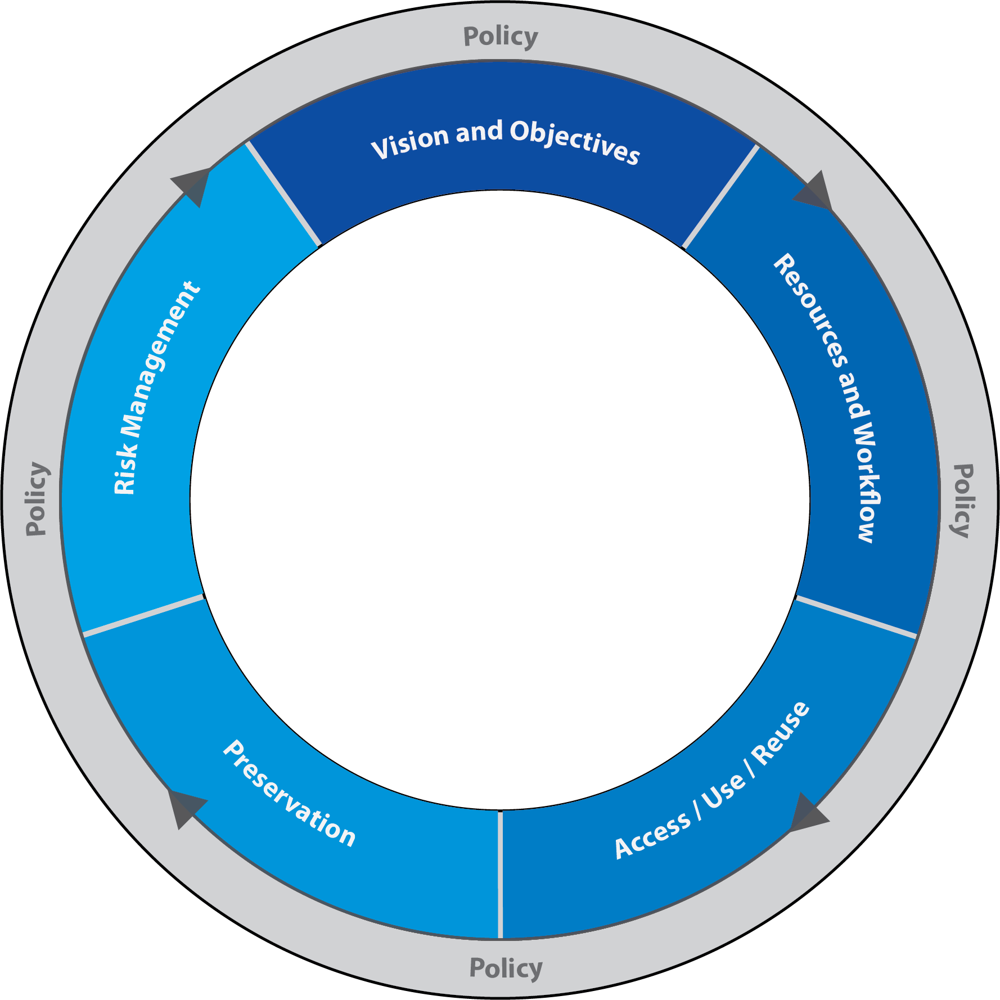 Policy
Vision and Objectives
Resources and Workflow
Policy
Access / Use / Reuse
Policy
Preservation
Risk Management
Policy